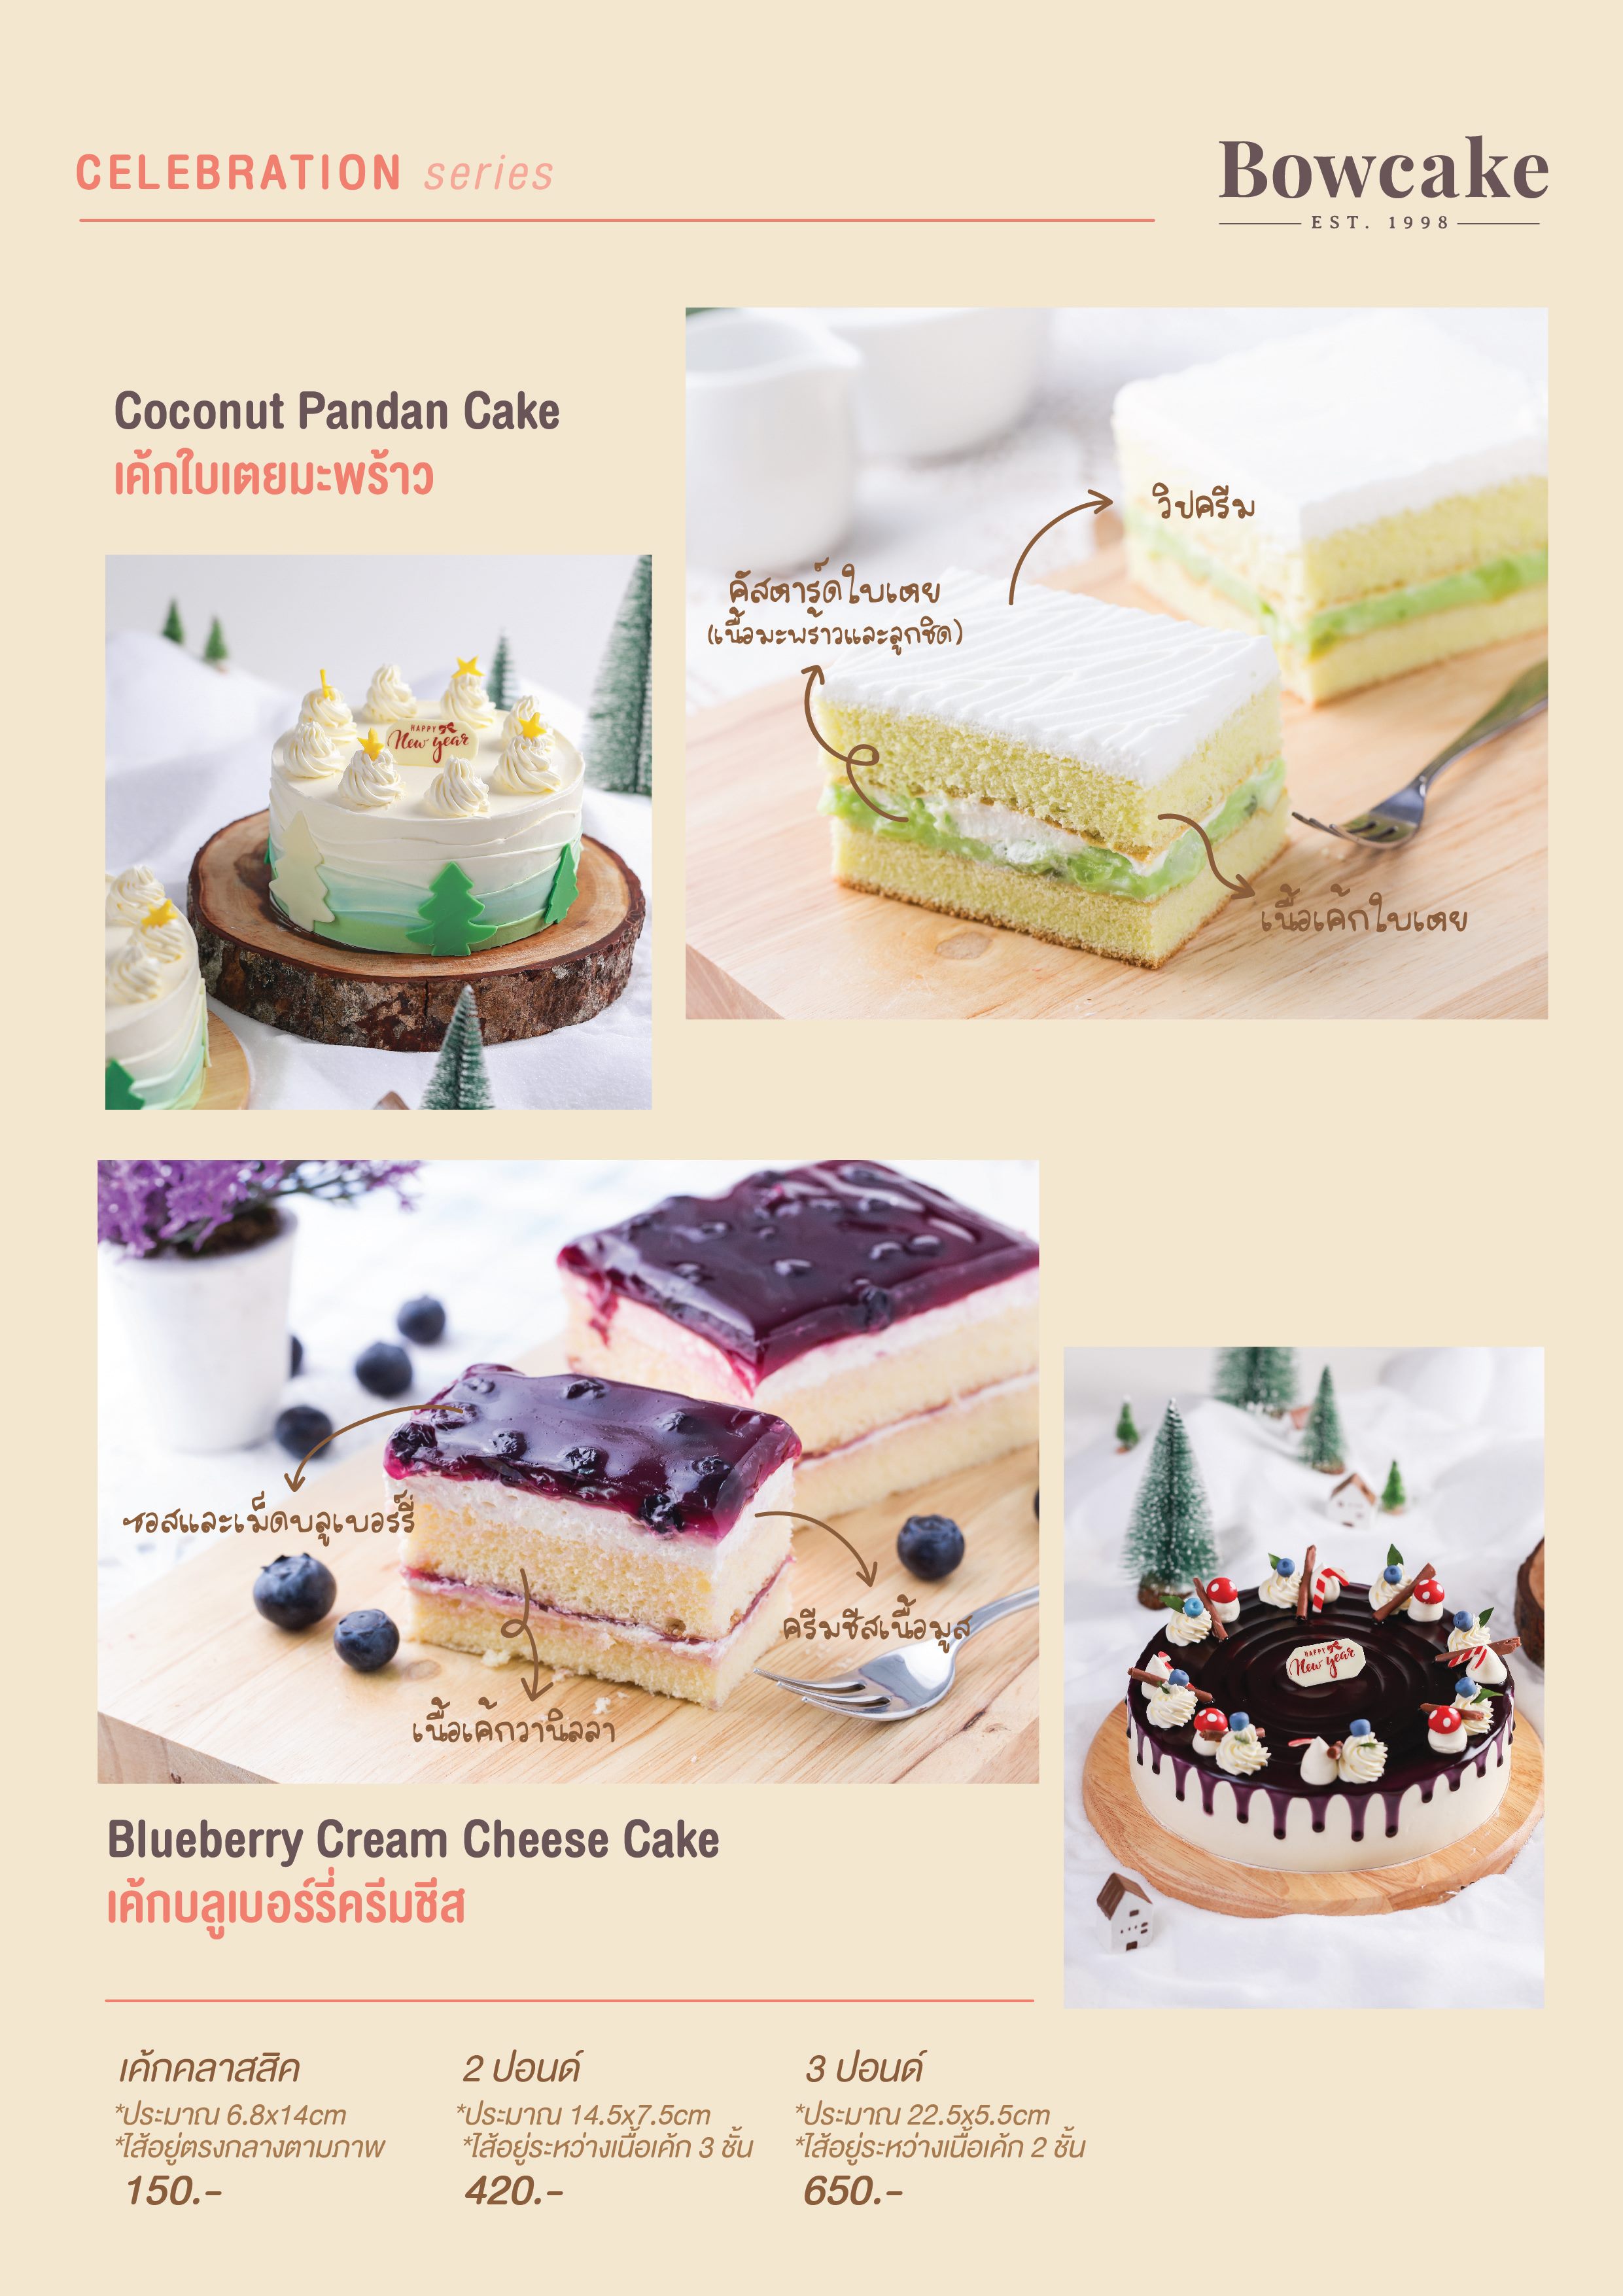 CELEBRATION series
Bowcake
EST. 1998
Coconut Pandan Cake
เค้กใบเตยมะพร้าว
วิปครีม
คัสตาร์ดใบเตย
(เนื้อมะพร้าวและลูกชิด)
เนื้อเค้กใบเตย
HAPPY
New year
ซอสและเม็ดบลูเบอร์รี่
ครีมชีสเนื้อมูส
เนื้อเค้กวานิลลา
HAPPY
New year
Blueberry Cream Cheese Cake
เค้กบลูเบอร์รี่ครีมชีส
เค้กคลาสสิค
*ประมาณ 6.8x14cm
*ไส้อยู่ตรงกลางตามภาพ
150.-
2 ปอนด์
*ประมาณ 14.5x7.5cm
*ไส้อยู่ระหว่างเนื้อเค้ก 3 ชั้น
420.-
3 ปอนด์
*ประมาณ 22.5x5.5cm
*ไส้อยู่ระหว่างเนื้อเค้ก 2 ชั้น
650.-